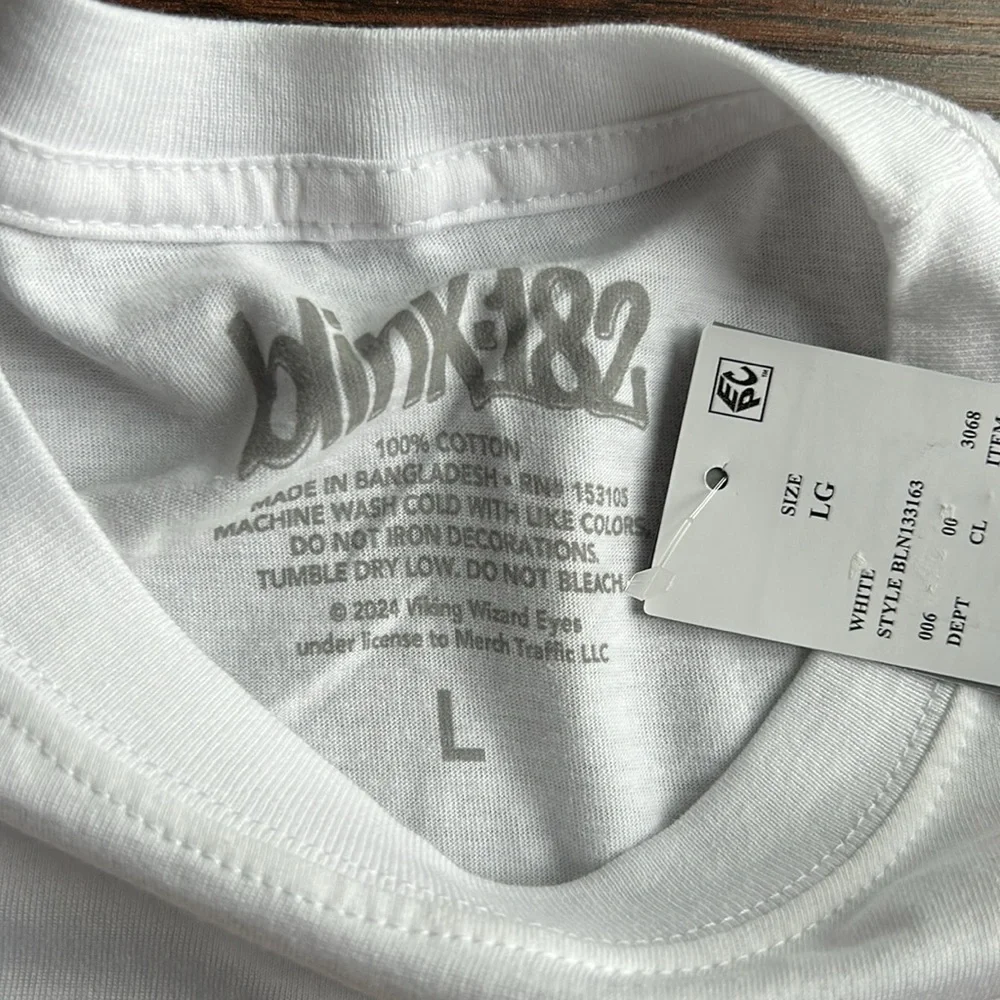 blink-182
100% COTTON
MADE IN BANGLADESH • RN# 153105
MACHINE WASH COLD WITH LIKE COLORS.
DO NOT IRON DECORATIONS.
TUMBLE DRY LOW. DO NOT BLEACH.
© 2024 Viking Wizard Eyes
under license to Merch Traffic LLC
L
EPC™
SIZE
LG
WHITE
STYLE BLN133163
006
00
3068
DEPT
CL
ITEM